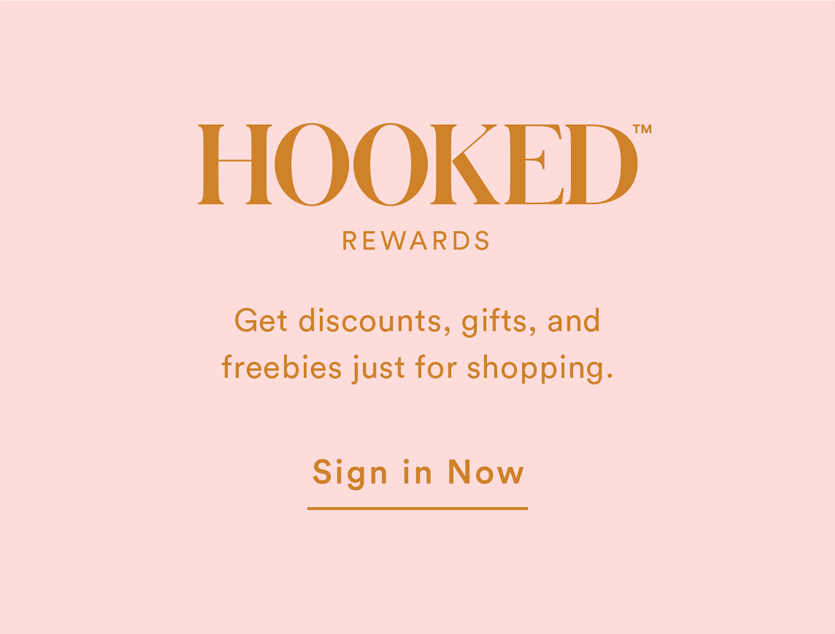 HOOKED™
REWARDS
Get discounts, gifts, and
freebies just for shopping.
Sign in Now